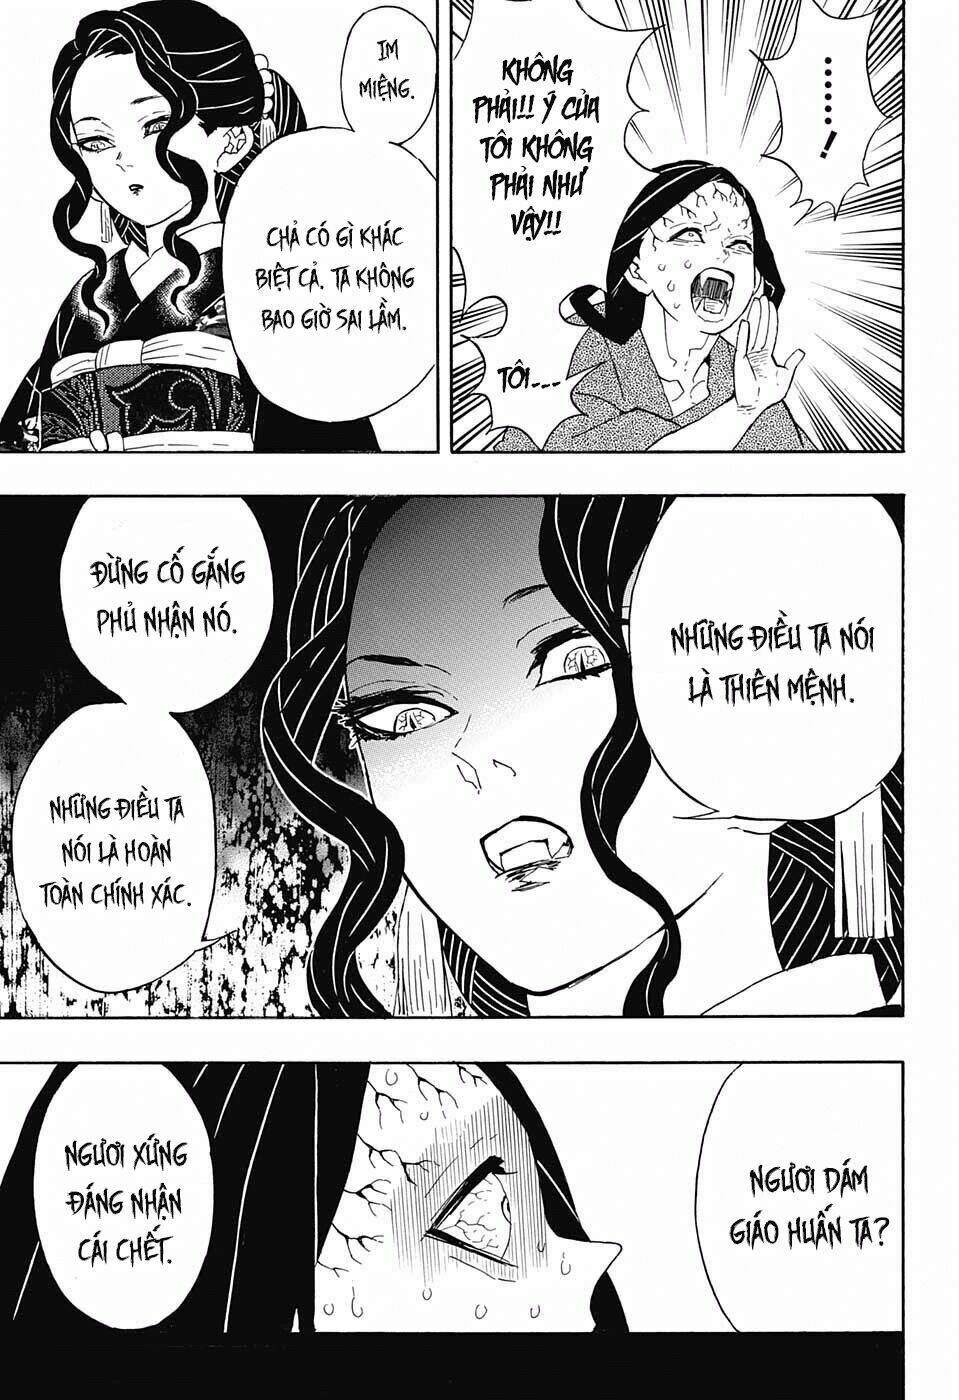 ......!
KHÔNG
PHẢI!! Ý CỦA
TÔI KHÔNG
PHẢI NHƯ
VẬY!!
TÔI...
IM
MIỆNG.
CHẢ CÓ GÌ KHÁC
BIỆT CẢ. TA KHÔNG
BAO GIỜ SAI LẦM.
NHỮNG ĐIỀU TA NÓI
LÀ THIÊN MỆNH.
ĐỪNG CỐ GẮNG
PHỦ NHẬN NÓ.
NHỮNG ĐIỀU TA
NÓI LÀ HOÀN
TOÀN CHÍNH XÁC.
NGƯƠI DÁM
GIÁO HUẤN TA?
NGƯƠI XỨNG
ĐÁNG NHẬN
CÁI CHẾT.